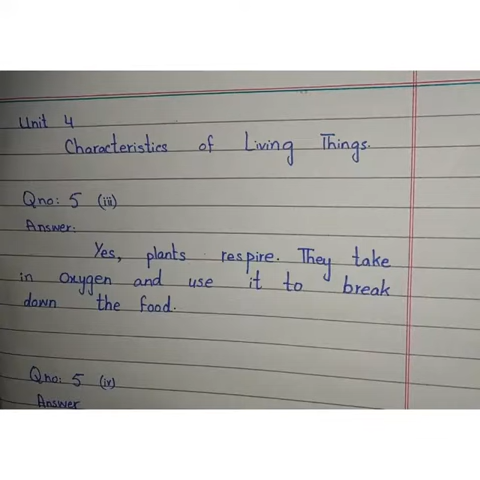 Unit 4
Characteristics of Living Things.
Qno: 5 (iii)
Answer:
Yes, plants respire. They take
in oxygen and use it to break
down the food.
Qno: 5 (iv)
Answer